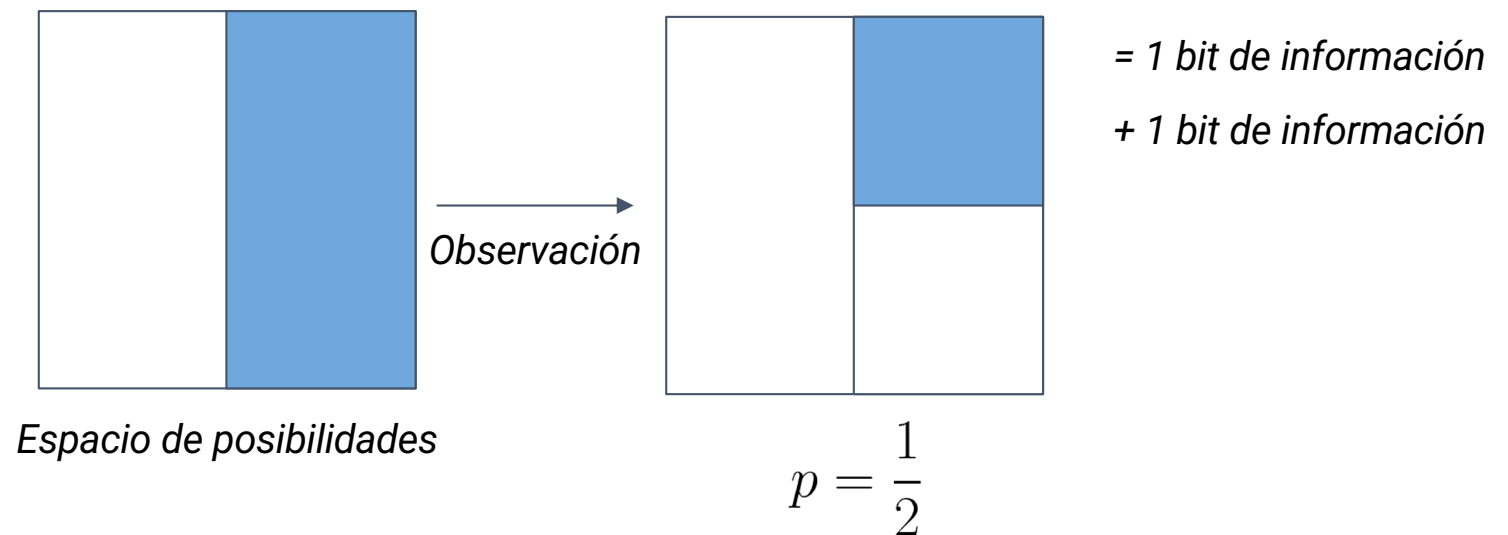 = 1 bit de información
+ 1 bit de información
Observación
Espacio de posibilidades
p = 1/2